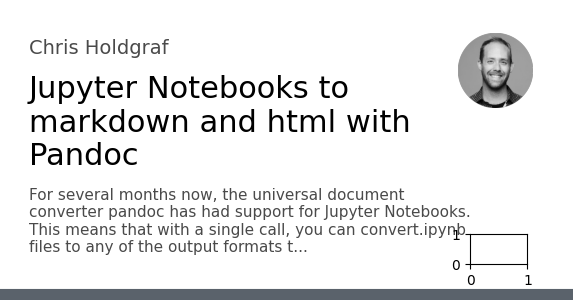 Chris Holdgraf
Jupyter Notebooks to
markdown and html with
Pandoc
For several months now, the universal document
converter pandoc has had support for Jupyter Notebooks.
This means that with a single call, you can convert.ipynb
files to any of the output formats t...
1
0
0 1